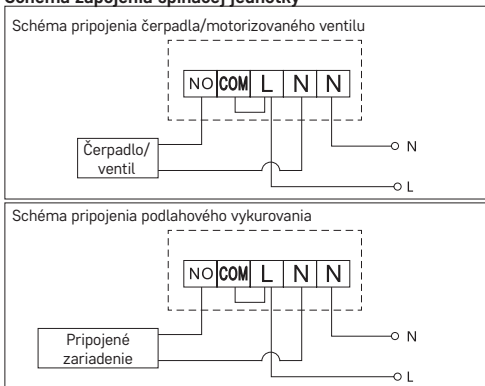 Schéma zapojenia spínacej jednotky
Schéma pripojenia čerpadla/motorizovaného ventilu
NO COM L N N
Čerpadlo/
ventil
N
L
Schéma pripojenia podlahového vykurovania
NO COM L N N
Pripojené
zariadenie
N
L